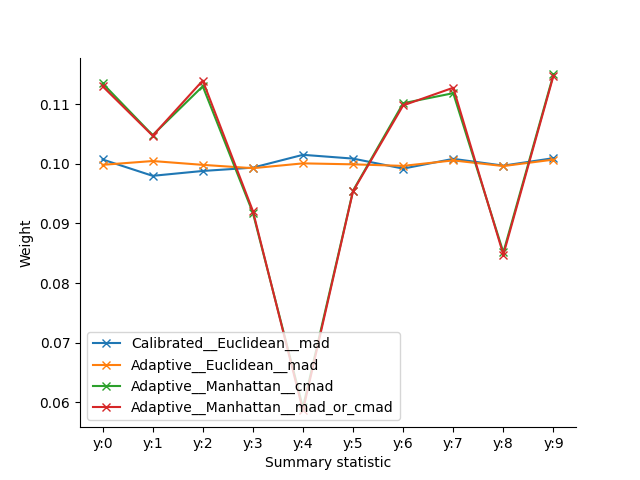 0.11
0.10
0.09
0.08
0.07
0.06
Weight
Calibrated__Euclidean__mad
Adaptive__Euclidean__mad
Adaptive__Manhattan__cmad
Adaptive__Manhattan__mad_or_cmad
y:0 y:1 y:2 y:3 y:4 y:5 y:6 y:7 y:8 y:9
Summary statistic